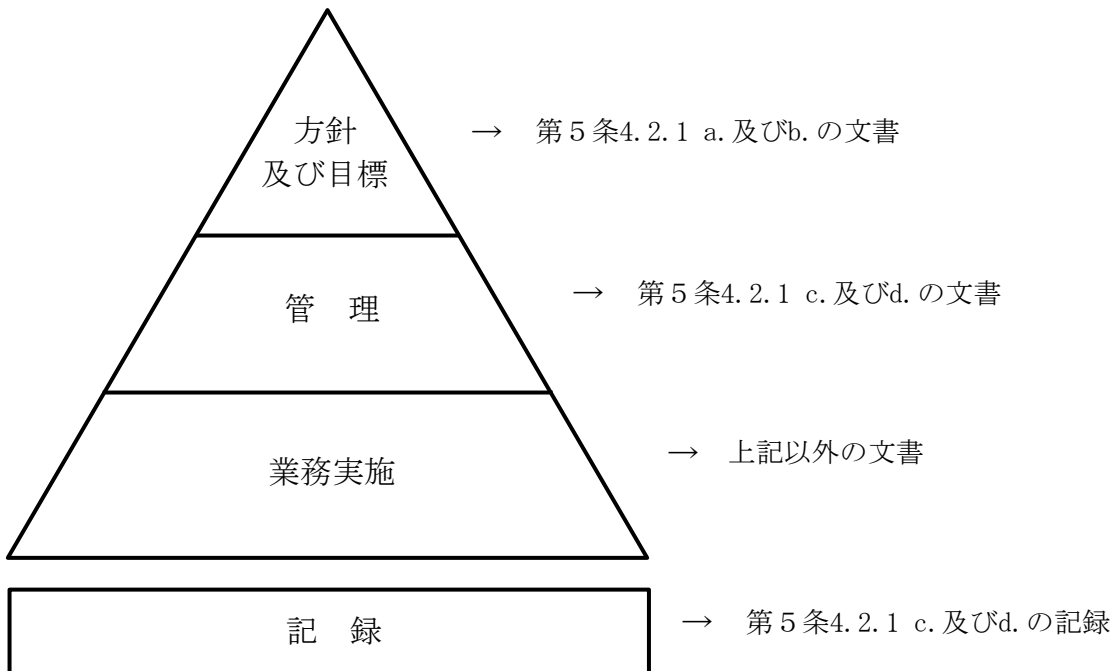 方針
及び目標
→ 第5条4.2.1 a.及びb.の文書
管 理
→ 第5条4.2.1 c.及びd.の文書
業務実施
→ 上記以外の文書
記 録
→ 第5条4.2.1 c.及びd.の記録